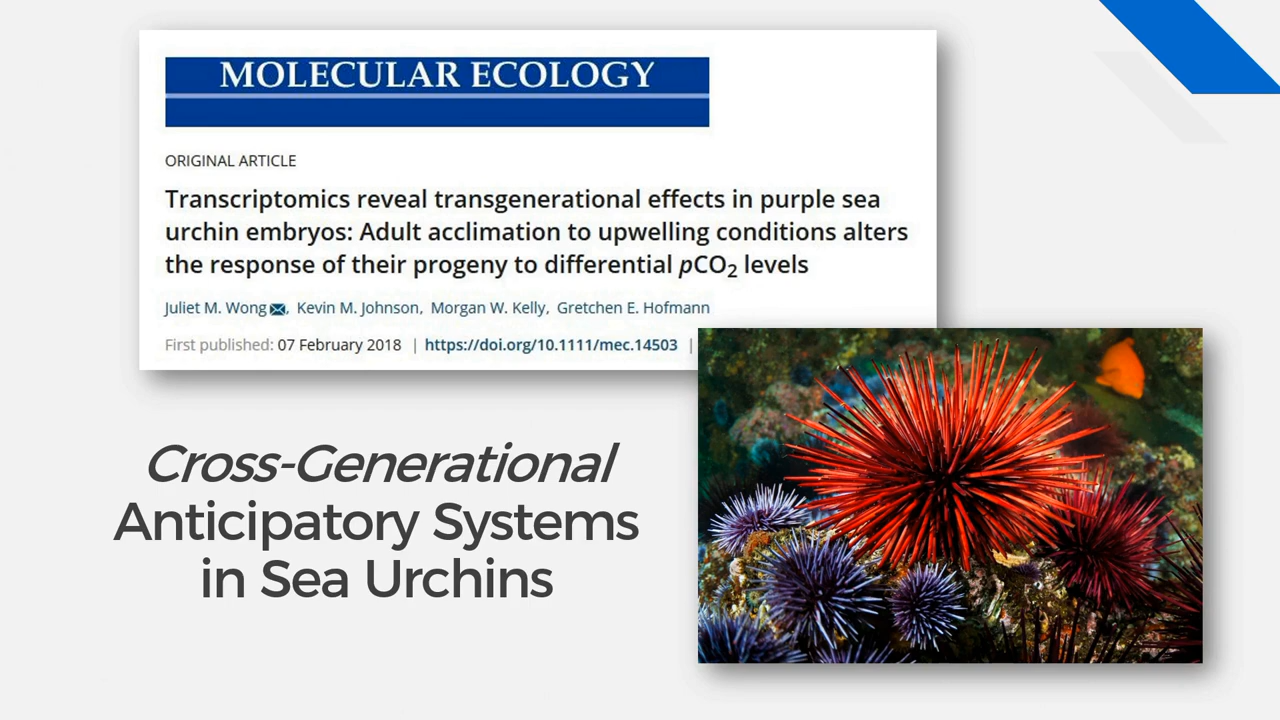 MOLECULAR ECOLOGY
ORIGINAL ARTICLE
Transcriptomics reveal transgenerational effects in purple sea
urchin embryos: Adult acclimation to upwelling conditions alters
the response of their progeny to differential pCO₂ levels
Juliet M. Wong, Kevin M. Johnson, Morgan W. Kelly, Gretchen E. Hofmann
First published: 07 February 2018 | https://doi.org/10.1111/mec.14503 |
Cross-Generational
Anticipatory Systems
in Sea Urchins